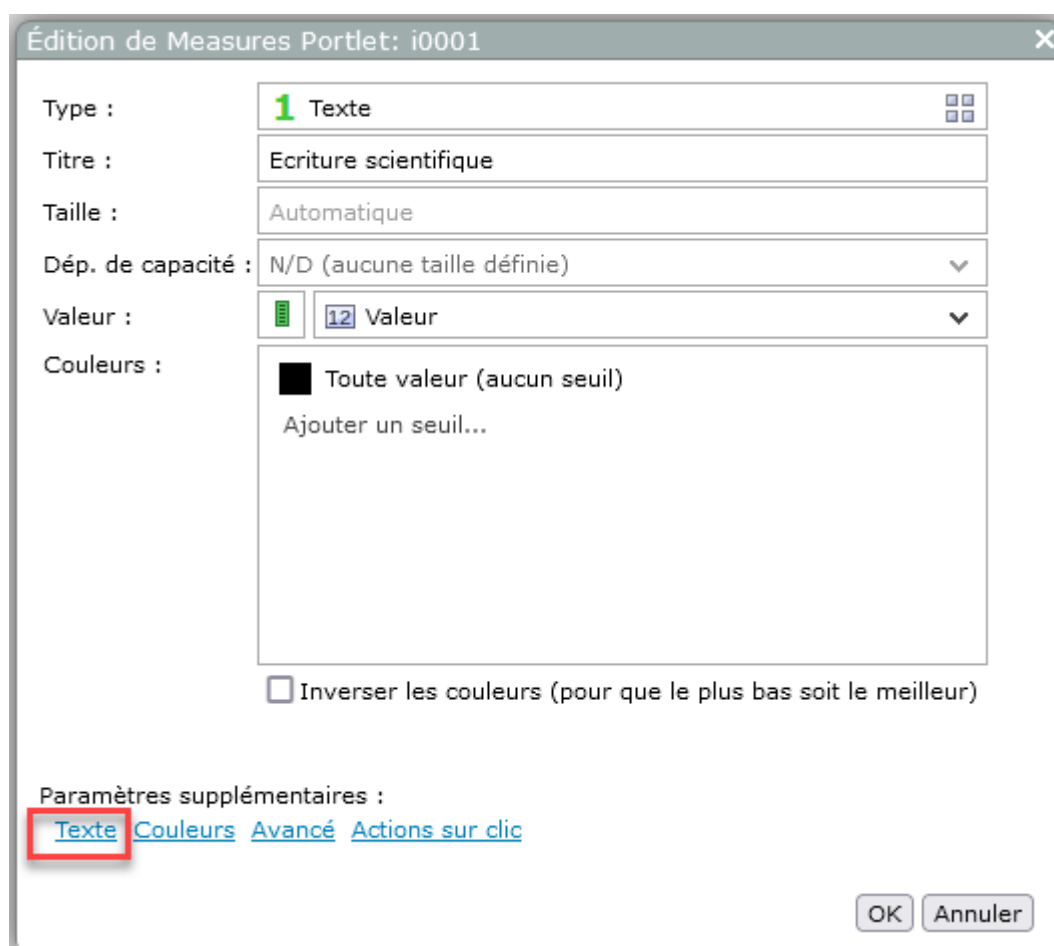 Édition de Measures Portlet: i0001
Type : 1 Texte
Titre : Ecriture scientifique
Taille : Automatique
Dép. de capacité : N/D (aucune taille définie)
Valeur : 12 Valeur
Couleurs : Toute valeur (aucun seuil)
Ajouter un seuil...
Inverser les couleurs (pour que le plus bas soit le meilleur)
Paramètres supplémentaires :
Texte Couleurs Avancé Actions sur clic
OK Annuler